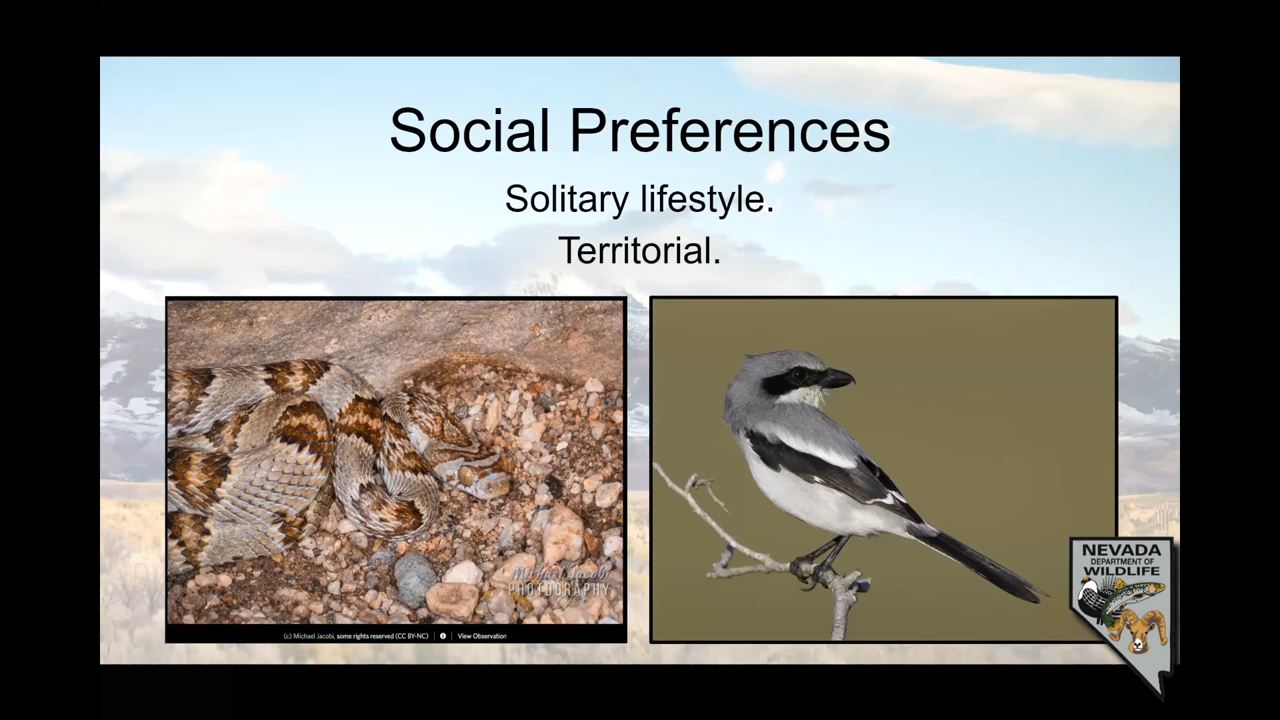 Social Preferences
Solitary lifestyle.
Territorial.
Michael Jacobi
PHOTOGRAPHY
(c) Michael Jacobi, some rights reserved (CC BY-NC) | View Observation
NEVADA
DEPARTMENT OF
WILDLIFE